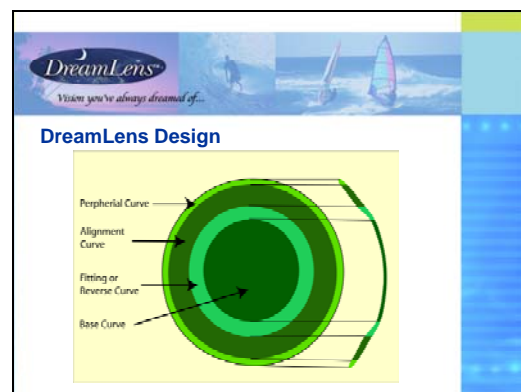 DreamLens
Vision you've always dreamed of...
DreamLens Design
Perpherial Curve
Alignment
Curve
Fitting or
Reverse Curve
Base Curve